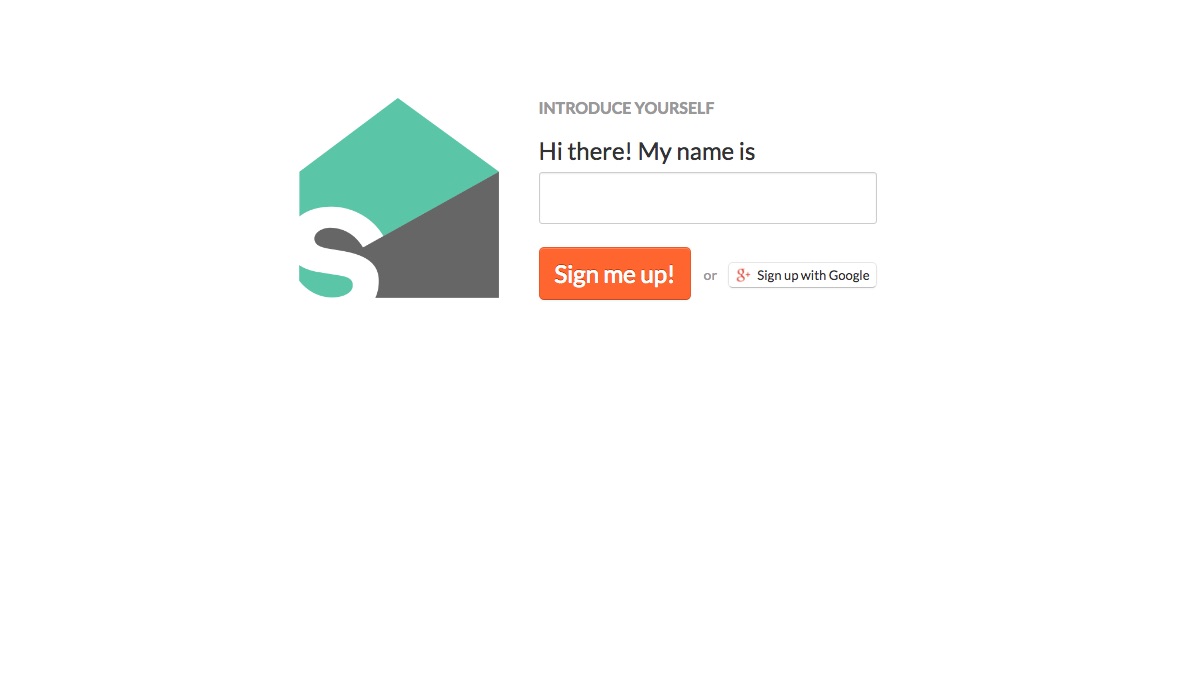 INTRODUCE YOURSELF
Hi there! My name is
S
Sign me up! or g+ Sign up with Google